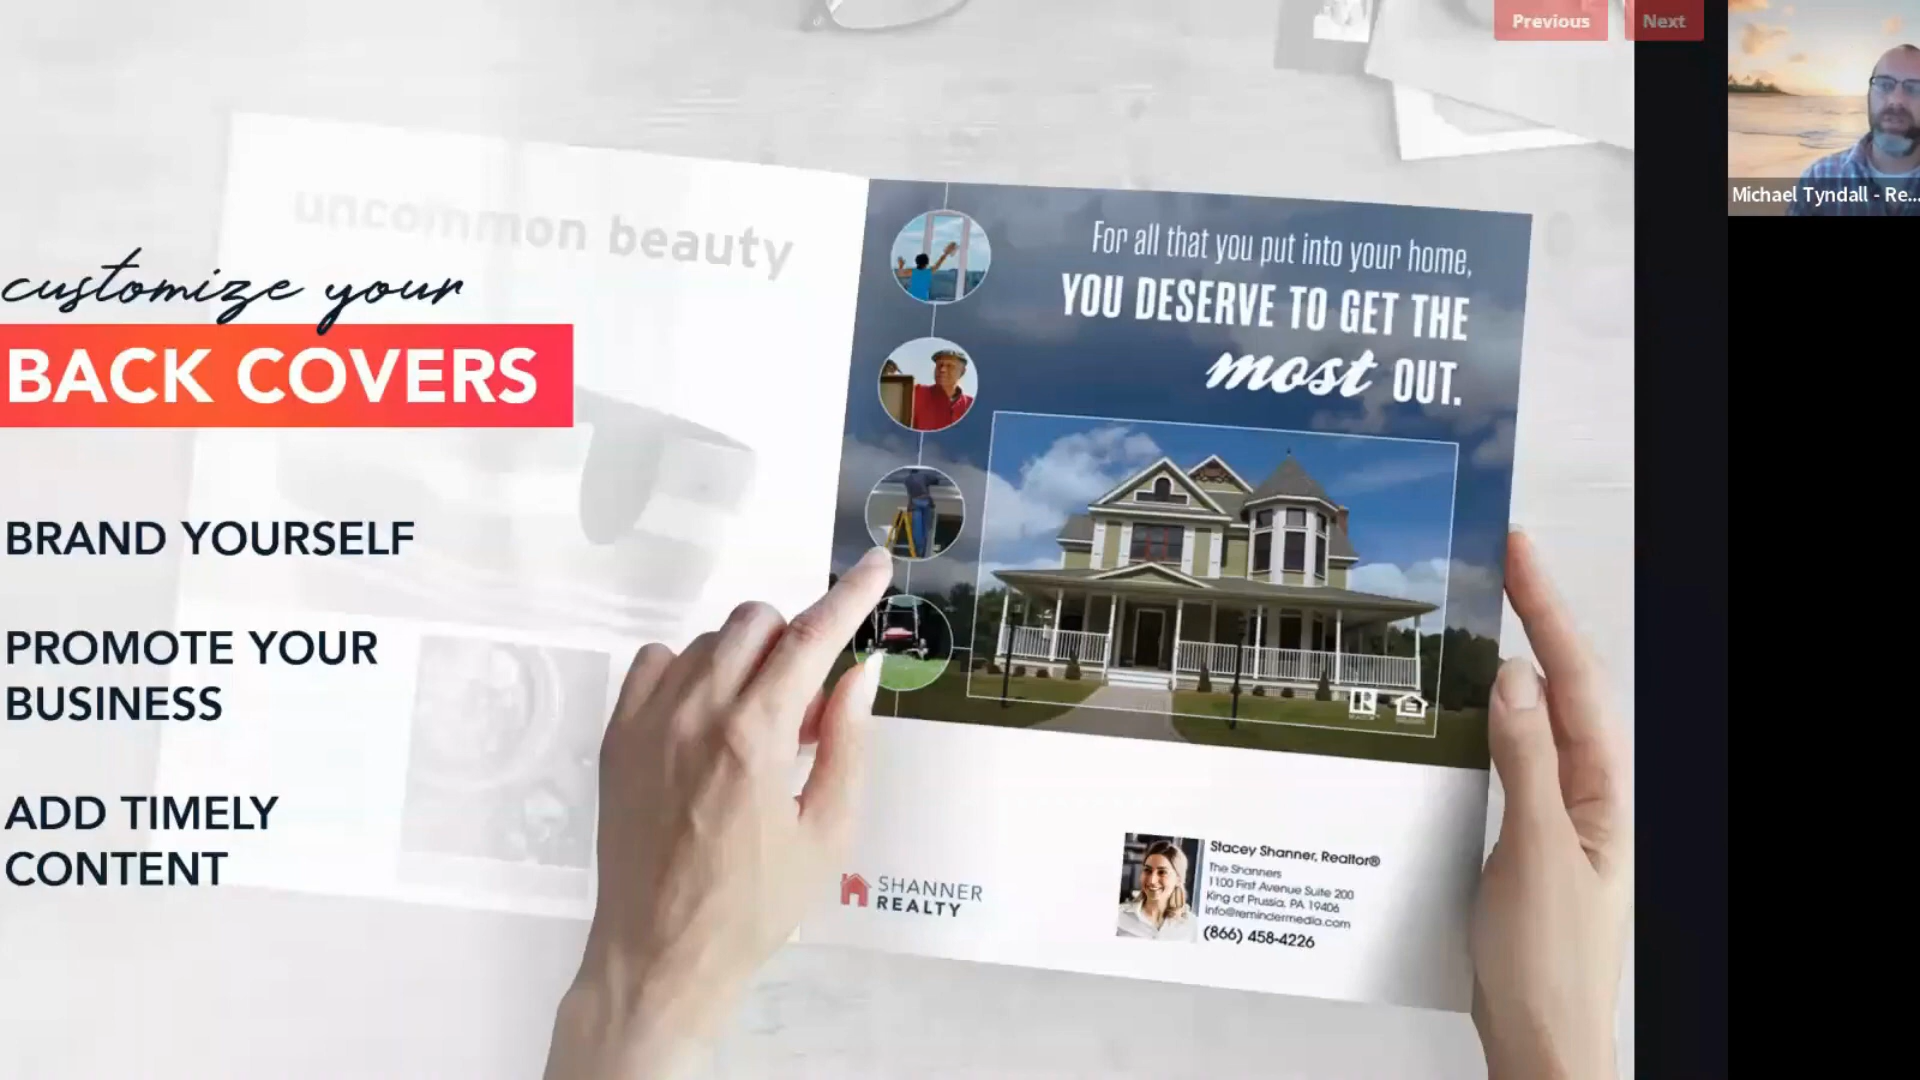 Previous
Next
Michael Tyndall - Re...
uncommon beauty
customize your
BACK COVERS
BRAND YOURSELF
PROMOTE YOUR
BUSINESS
ADD TIMELY
CONTENT
For all that you put into your home,
YOU DESERVE TO GET THE
most OUT.
SHANNER
REALTY
Stacey Shanner, Realtor®
The Shanners
1100 First Avenue Suite 200
King of Prussia, PA 19406
info@remindermedia.com
(866) 458-4226